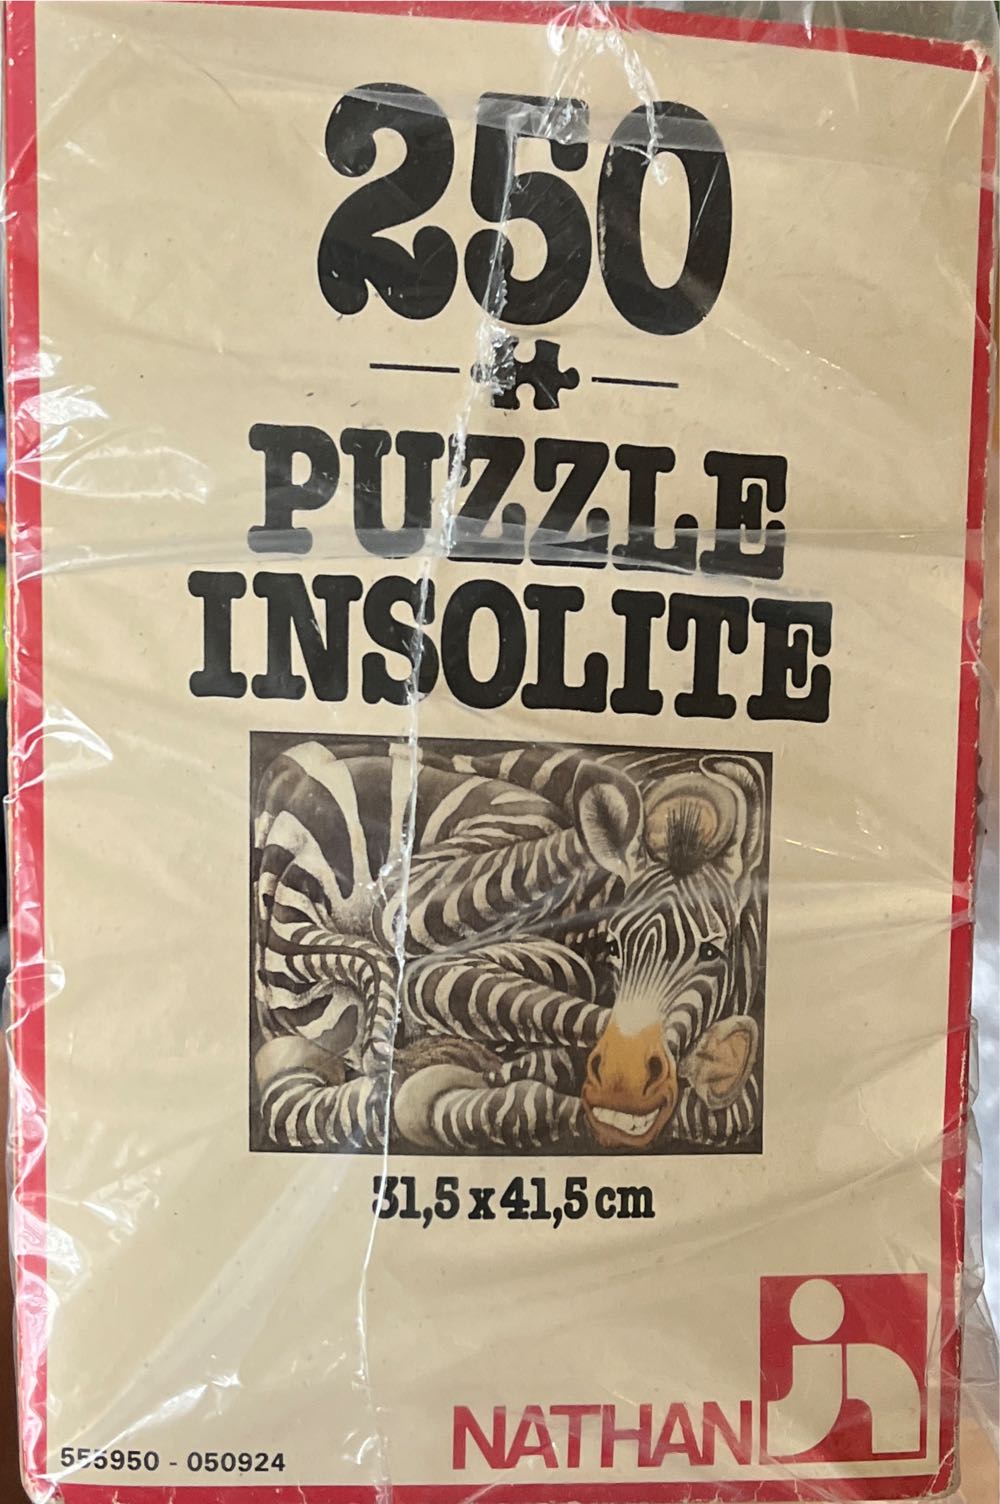 250
PUZZLE
INSOLITE
31,5 x 41,5 cm
NATHAN
555950 - 050924